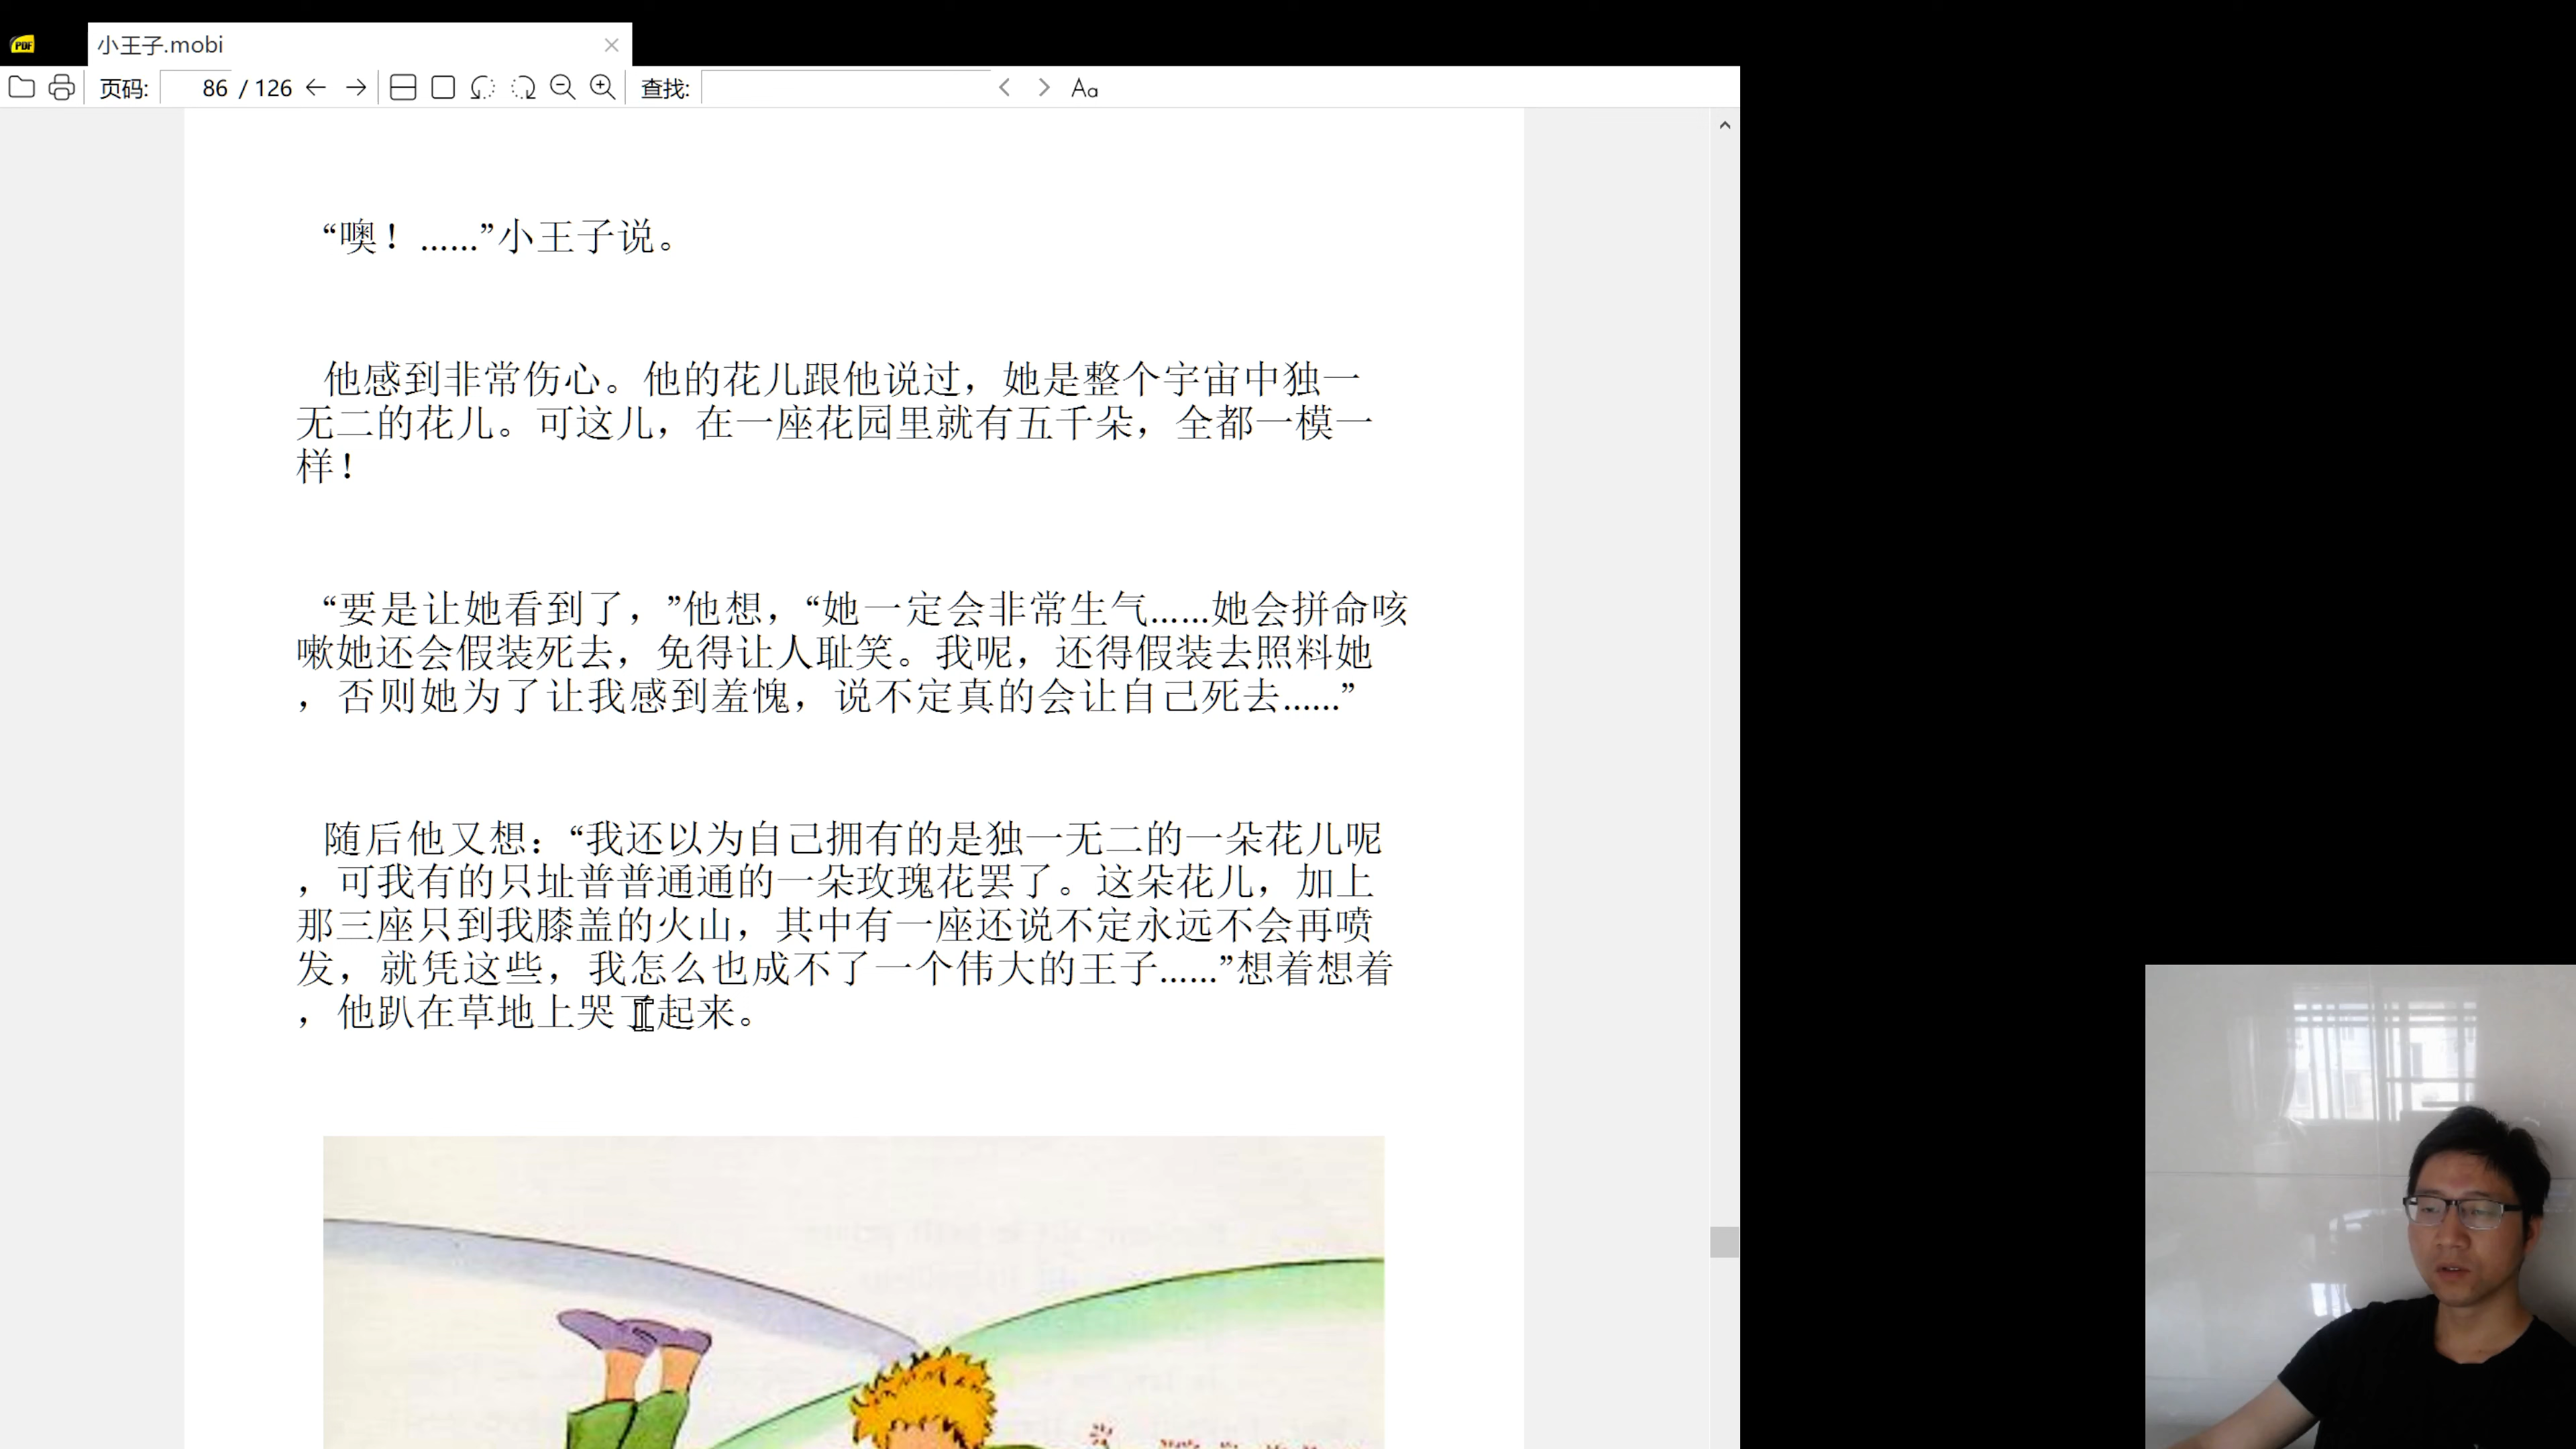 PDF
小王子.mobi
页码: 86 / 126 查找: Aa
“噢！......”小王子说。
他感到非常伤心。他的花儿跟他说过，她是整个宇宙中独一
无二的花儿。可这儿，在一座花园里就有五千朵，全都一模一
样！
“要是让她看到了，”他想，“她一定会非常生气......她会拼命咳
嗽她还会假装死去，免得让人耻笑。我呢，还得假装去照料她
，否则她为了让我感到羞愧，说不定真的会让自己死去......”
随后他又想：“我还以为自己拥有的是独一无二的一朵花儿呢
，可我有的只址普普通通的一朵玫瑰花罢了。这朵花儿，加上
那三座只到我膝盖的火山，其中有一座还说不定永远不会再喷
发，就凭这些，我怎么也成不了一个伟大的王子......”想着想着
，他趴在草地上哭了起来。